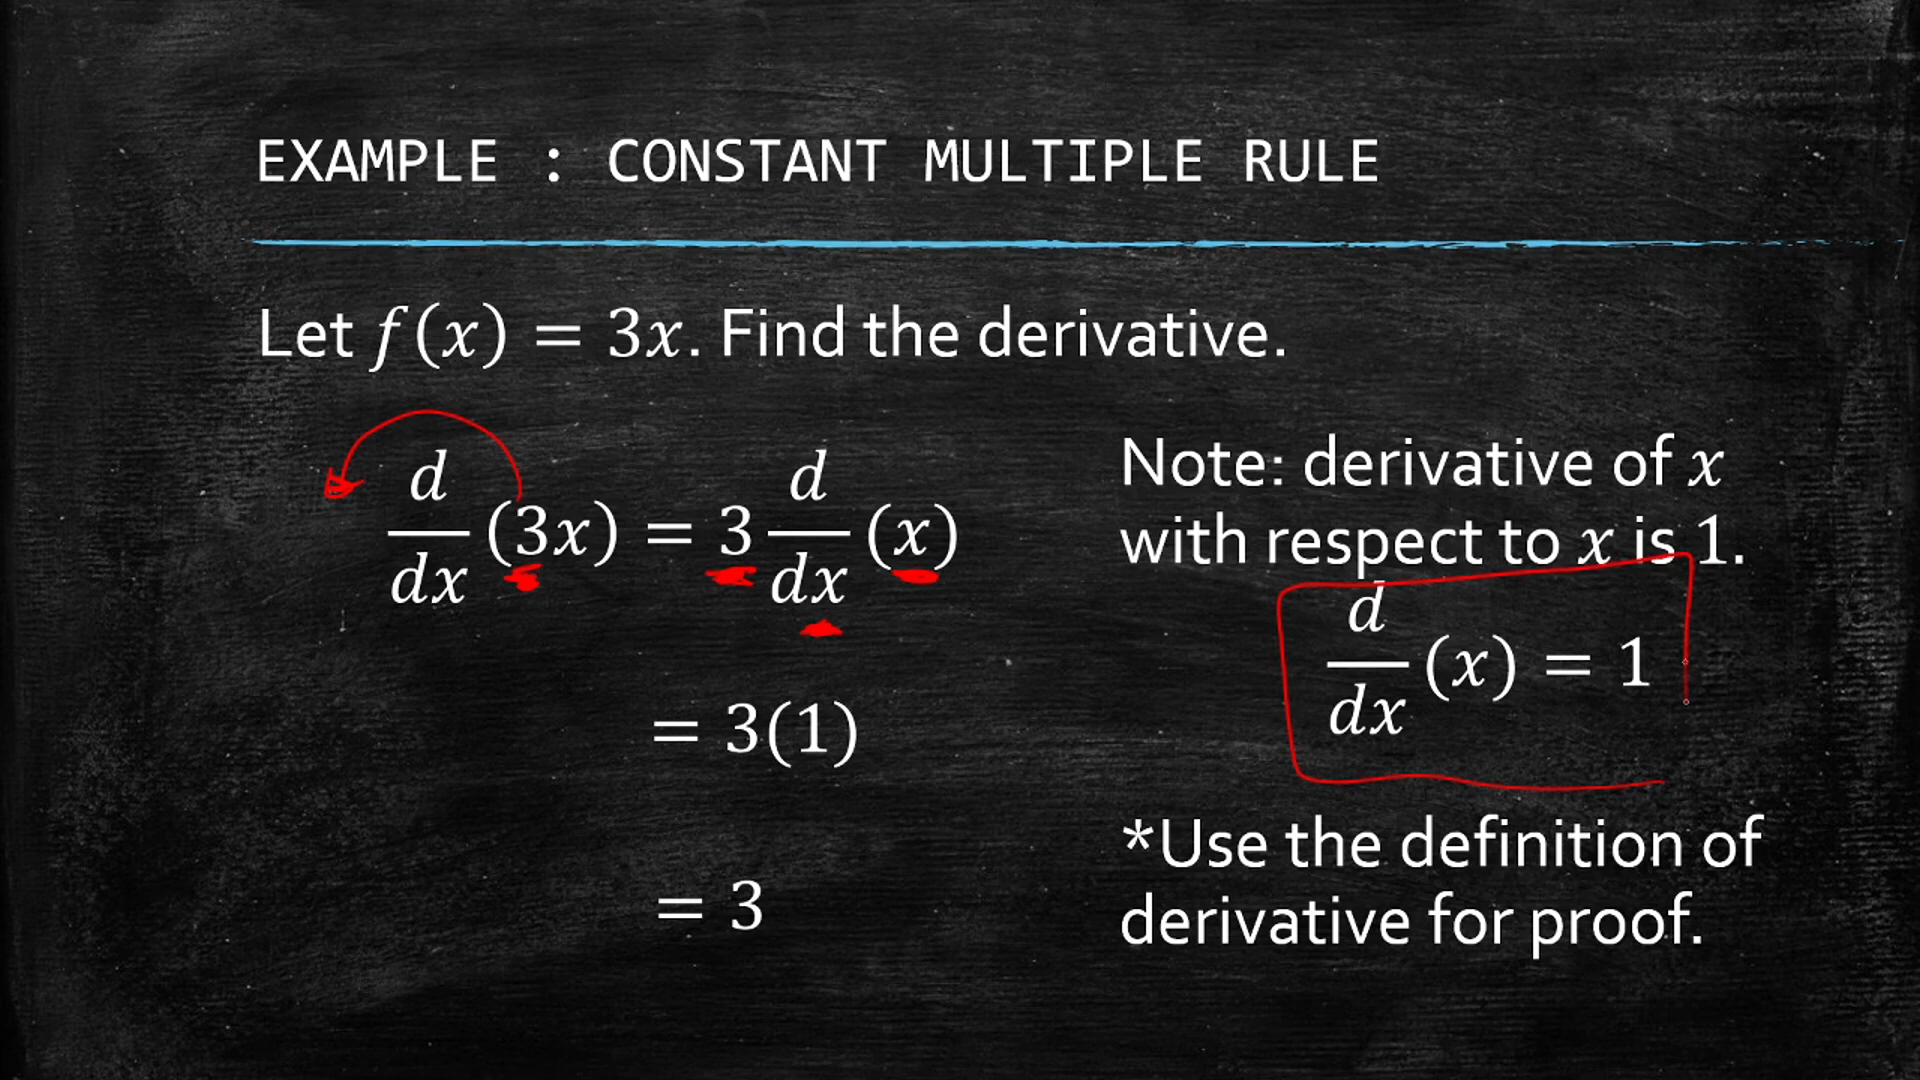 EXAMPLE : CONSTANT MULTIPLE RULE
Let f(x) = 3x. Find the derivative.
d/dx (3x) = 3 d/dx (x)
= 3(1)
= 3
Note: derivative of x
with respect to x is 1.
d/dx (x) = 1
*Use the definition of
derivative for proof.